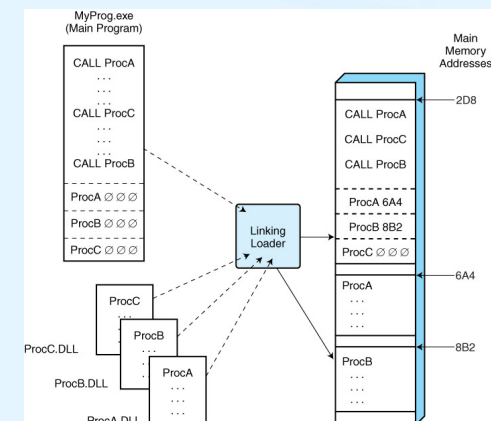 MyProg.exe
(Main Program)
CALL ProcA
. . .
. . .
. . .
CALL ProcC
. . .
. . .
. . .
CALL ProcB
ProcA ∅ ∅ ∅
ProcB ∅ ∅ ∅
ProcC ∅ ∅ ∅
ProcC
. . .
ProcC.DLL
ProcB
. . .
ProcB.DLL
ProcA
. . .
. . .
. . .
ProcA.DLL
Linking
Loader
Main
Memory
Addresses
2D8
CALL ProcA
CALL ProcC
CALL ProcB
ProcA 6A4
ProcB 8B2
ProcC ∅ ∅ ∅
6A4
ProcA
. . .
. . .
8B2
ProcB
. . .
. . .